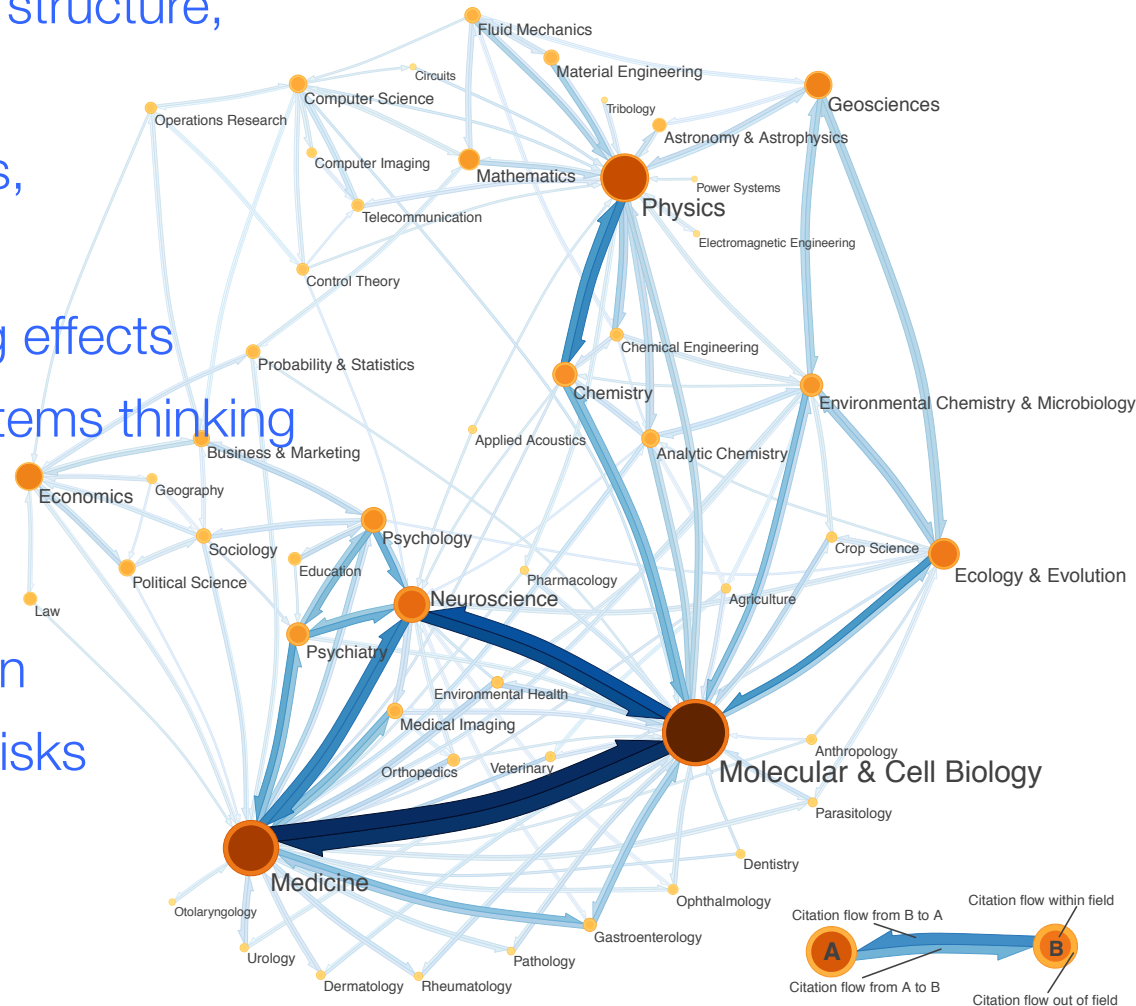 structure,
s,
g effects
tems thinking
n
isks
Fluid Mechanics
Circuits
Material Engineering
Computer Science
Geosciences
Tribology
Operations Research
Astronomy & Astrophysics
Computer Imaging
Mathematics
Power Systems
Physics
Telecommunication
Electromagnetic Engineering
Control Theory
Chemical Engineering
Probability & Statistics
Chemistry
Environmental Chemistry & Microbiology
Applied Acoustics
Business & Marketing
Analytic Chemistry
Geography
Economics
Psychology
Sociology
Crop Science
Education
Pharmacology
Political Science
Ecology & Evolution
Neuroscience
Agriculture
Law
Psychiatry
Environmental Health
Medical Imaging
Anthropology
Orthopedics
Veterinary
Molecular & Cell Biology
Parasitology
Dentistry
Medicine
Ophthalmology
Otolaryngology
Gastroenterology
Urology
Pathology
Dermatology
Rheumatology
Citation flow within field
Citation flow from B to A
A
B
Citation flow from A to B
Citation flow out of field